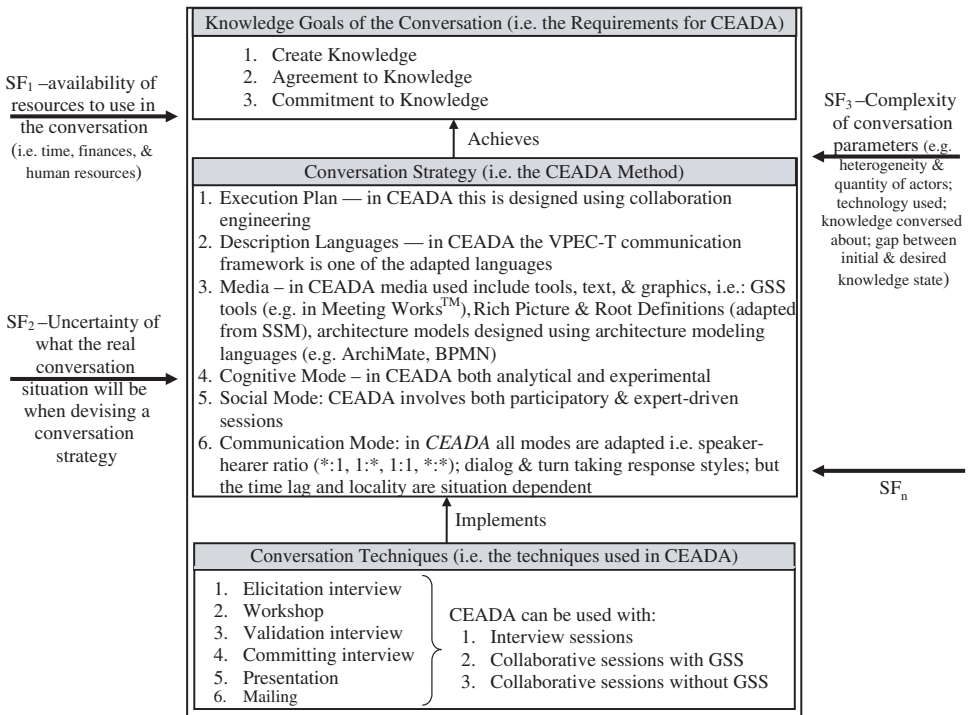 Knowledge Goals of the Conversation (i.e. the Requirements for CEADA)
1. Create Knowledge
2. Agreement to Knowledge
3. Commitment to Knowledge
SF1 –availability of
resources to use in
the conversation
(i.e. time, finances, &
human resources)
SF3–Complexity
of conversation
parameters (e.g.
heterogeneity &
quantity of actors;
technology used;
knowledge conversed
about; gap between
initial & desired
knowledge state)
Achieves
Conversation Strategy (i.e. the CEADA Method)
1. Execution Plan — in CEADA this is designed using collaboration
engineering
2. Description Languages — in CEADA the VPEC-T communication
framework is one of the adapted languages
3. Media – in CEADA media used include tools, text, & graphics, i.e.: GSS
tools (e.g. in Meeting Works™),Rich Picture & Root Definitions (adapted
from SSM), architecture models designed using architecture modeling
languages (e.g. ArchiMate, BPMN)
4. Cognitive Mode – in CEADA both analytical and experimental
5. Social Mode: CEADA involves both participatory & expert-driven
sessions
6. Communication Mode: in CEADA all modes are adapted i.e. speaker-
hearer ratio (*:1, 1:*, 1:1, *:*); dialog & turn taking response styles; but
the time lag and locality are situation dependent
SF2–Uncertainty of
what the real
conversation
situation will be
when devising a
conversation
strategy
SFn
Implements
Conversation Techniques (i.e. the techniques used in CEADA)
1. Elicitation interview
2. Workshop
3. Validation interview
4. Committing interview
5. Presentation
6. Mailing
CEADA can be used with:
1. Interview sessions
2. Collaborative sessions with GSS
3. Collaborative sessions without GSS